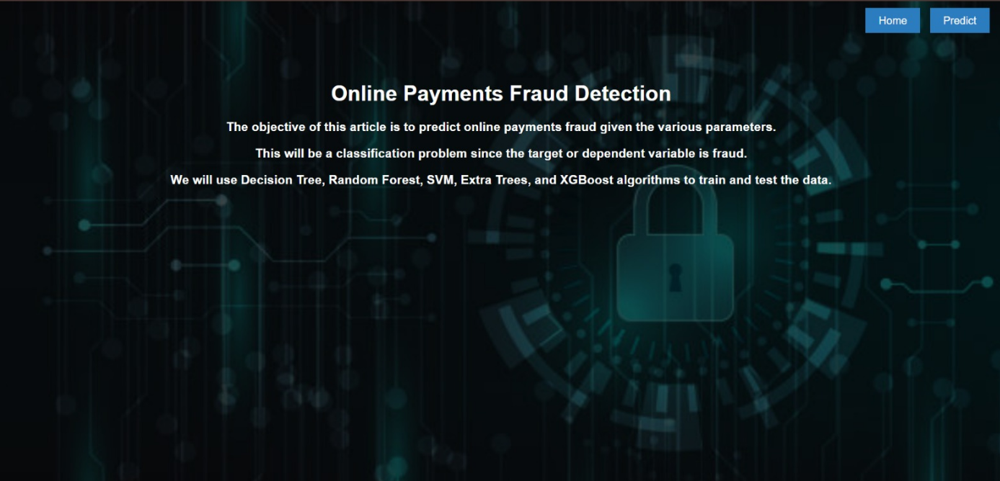 Home
Predict
Online Payments Fraud Detection
The objective of this article is to predict online payments fraud given the various parameters.
This will be a classification problem since the target or dependent variable is fraud.
We will use Decision Tree, Random Forest, SVM, Extra Trees, and XGBoost algorithms to train and test the data.